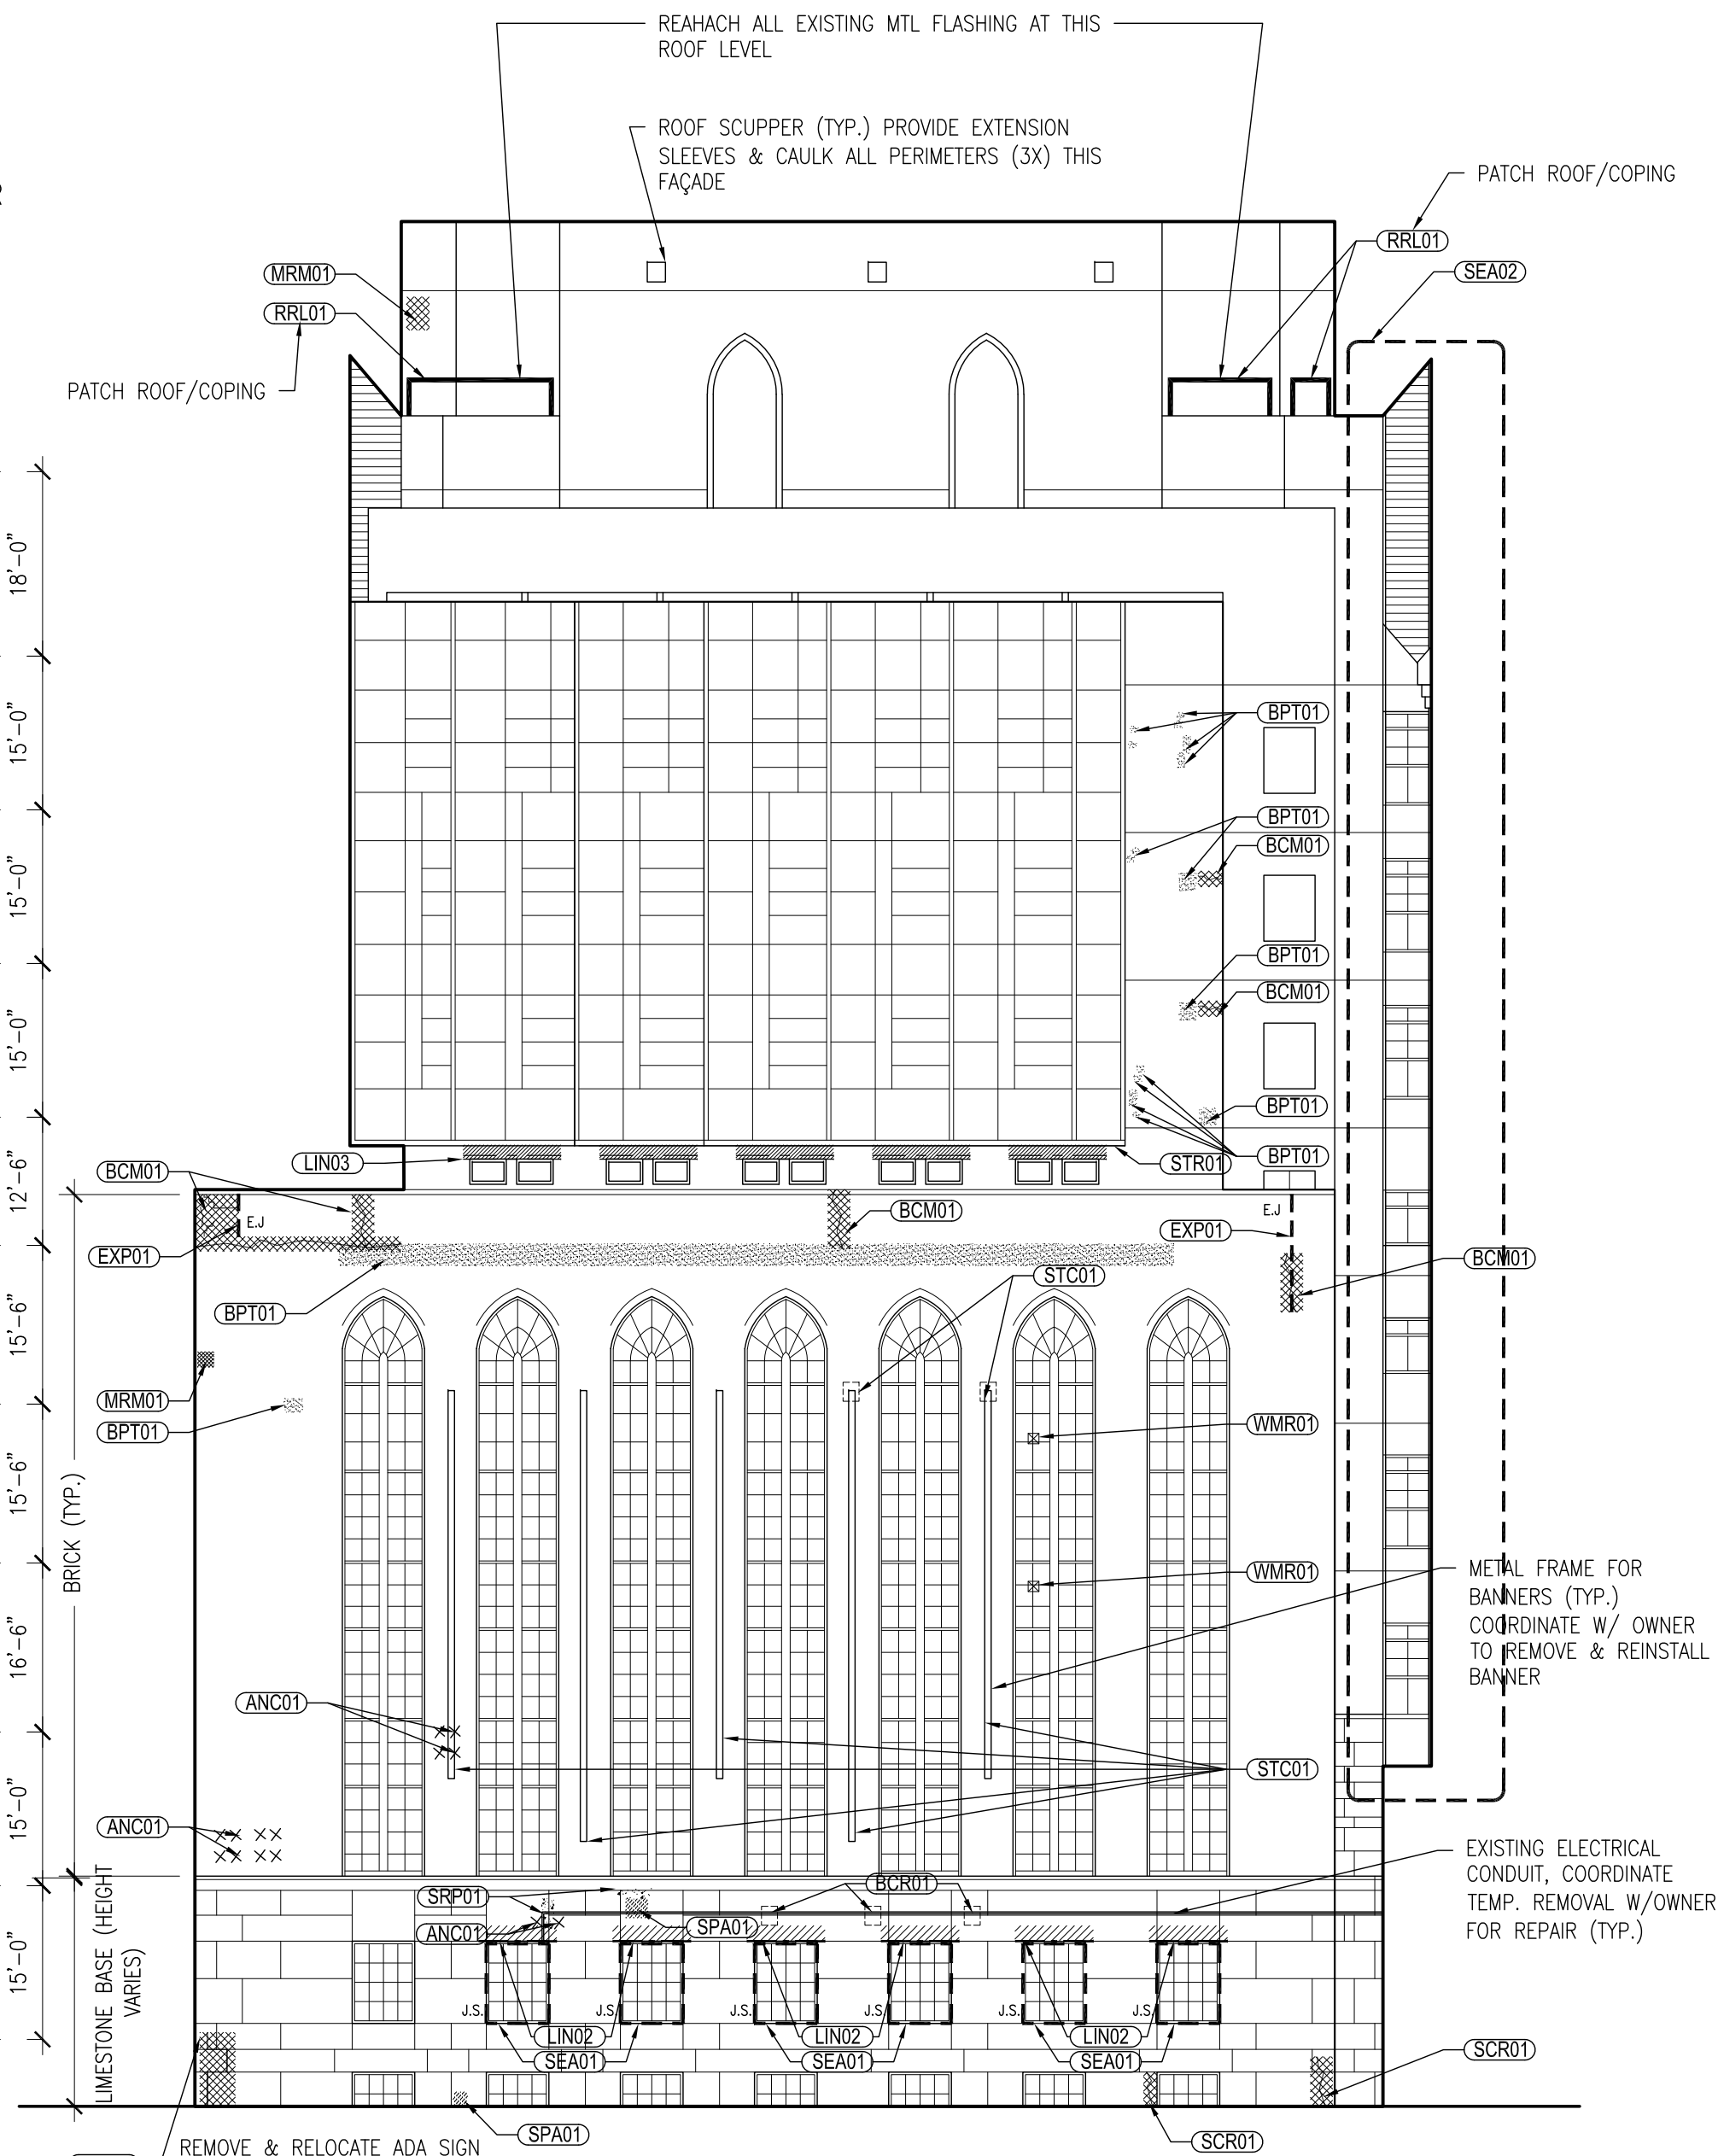 REAHACH ALL EXISTING MTL FLASHING AT THIS
ROOF LEVEL
ROOF SCUPPER (TYP.) PROVIDE EXTENSION
SLEEVES & CAULK ALL PERIMETERS (3X) THIS
FAÇADE
PATCH ROOF/COPING
RRL01
SEA02
MRM01
RRL01
PATCH ROOF/COPING
18'-0"
15'-0"
15'-0"
15'-0"
12'-6"
15'-6"
15'-6"
16'-6"
15'-0"
15'-0"
BRICK (TYP.)
LIMESTONE BASE (HEIGHT
VARIES)
BPT01
BPT01
BCM01
BPT01
BCM01
BPT01
BPT01
STR01
LIN03
BCM01
E.J
EXP01
BCM01
E.J
EXP01
BCM01
BPT01
STC01
MRM01
BPT01
WMR01
WMR01
METAL FRAME FOR
BANNERS (TYP.)
COORDINATE W/ OWNER
TO REMOVE & REINSTALL
BANNER
ANC01
STC01
ANC01
EXISTING ELECTRICAL
CONDUIT, COORDINATE
TEMP. REMOVAL W/OWNER
FOR REPAIR (TYP.)
SRP01
BCR01
ANC01
SPA01
J.S.
J.S.
J.S.
J.S.
J.S.
J.S.
LIN02
LIN02
LIN02
SEA01
SEA01
SEA01
SCR01
SPA01
SCR01
REMOVE & RELOCATE ADA SIGN